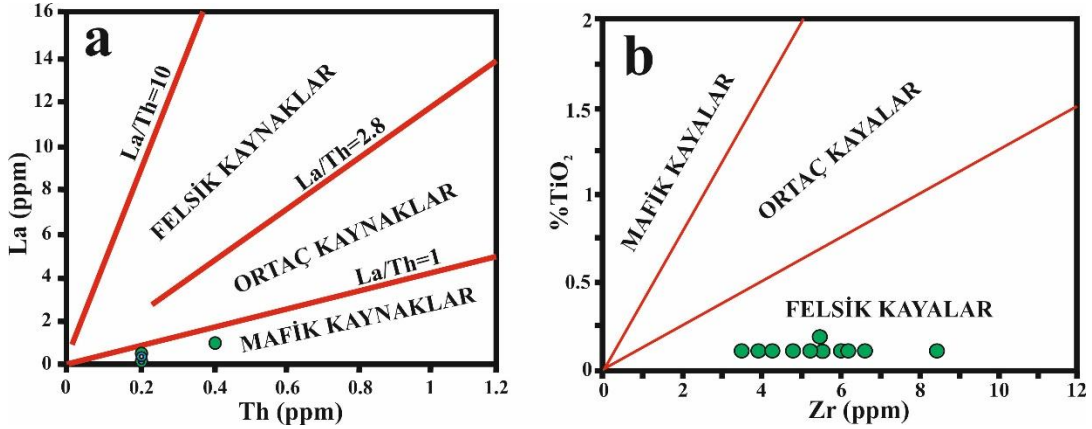 a
16
14
12
10
8
6
4
2
0
La (ppm)
La/Th=10
FELSİK KAYNAKLAR
La/Th=2.8
ORTAÇ KAYNAKLAR
La/Th=1
MAFİK KAYNAKLAR
0
0.2
0.4
0.6
0.8
1
1.2
Th (ppm)
b
2
1.5
1
0.5
0
%TiO₂
MAFİK KAYALAR
ORTAÇ KAYALAR
FELSİK KAYALAR
0
2
4
6
8
10
12
Zr (ppm)